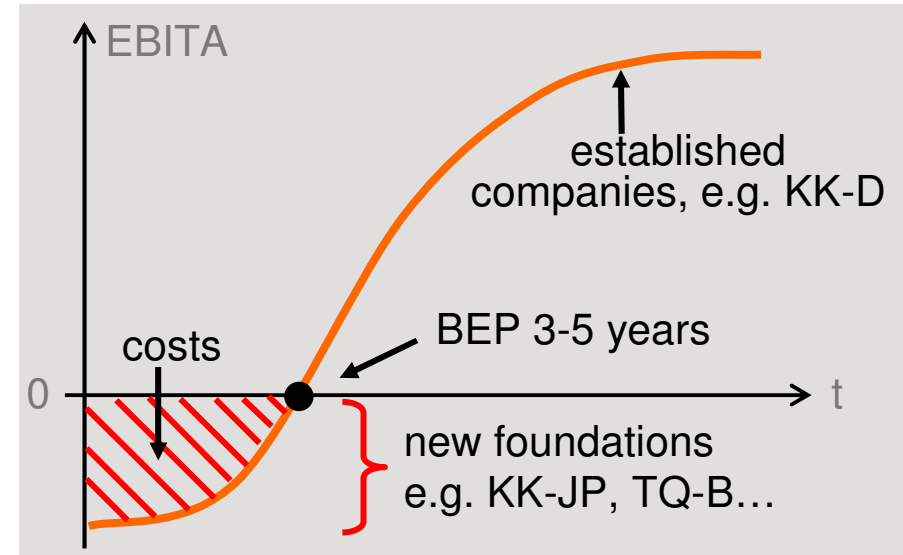 EBITA
established
companies, e.g. KK-D
BEP 3-5 years
costs
0
t
new foundations
e.g. KK-JP, TQ-B…